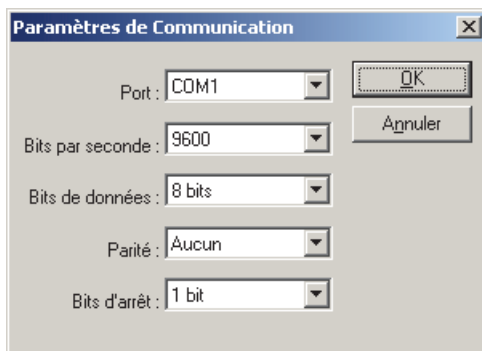 Paramètres de Communication
Port : COM1
OK
Bits par seconde : 9600
Annuler
Bits de données : 8 bits
Parité : Aucun
Bits d'arrêt : 1 bit